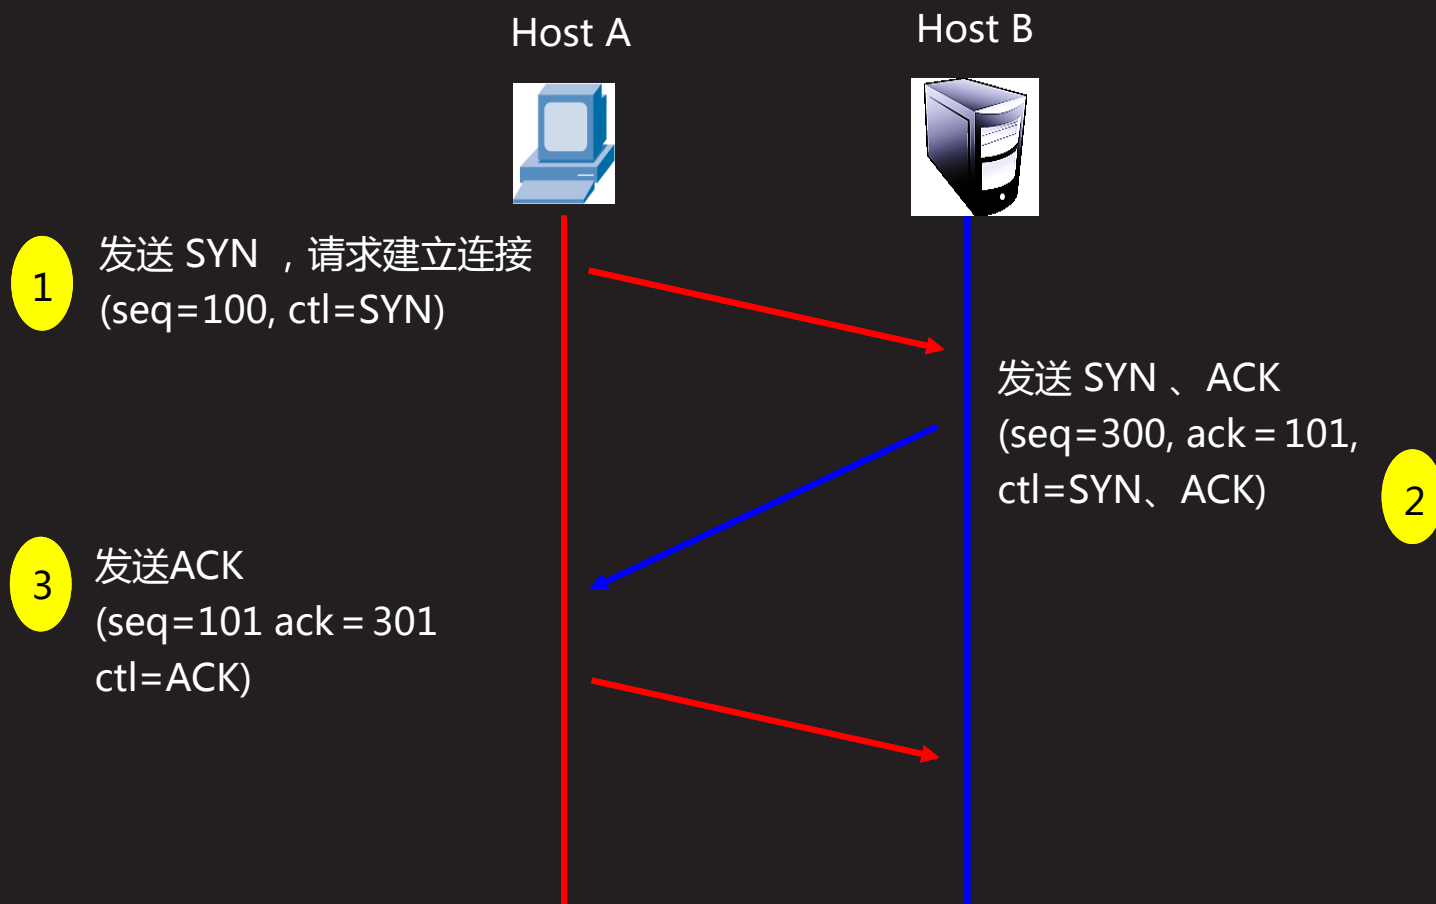 Host A
Host B
1
发送 SYN ，请求建立连接
(seq=100, ctl=SYN)
发送 SYN 、ACK
(seq=300, ack = 101,
ctl=SYN、ACK)
2
3
发送ACK
(seq=101 ack = 301
ctl=ACK)